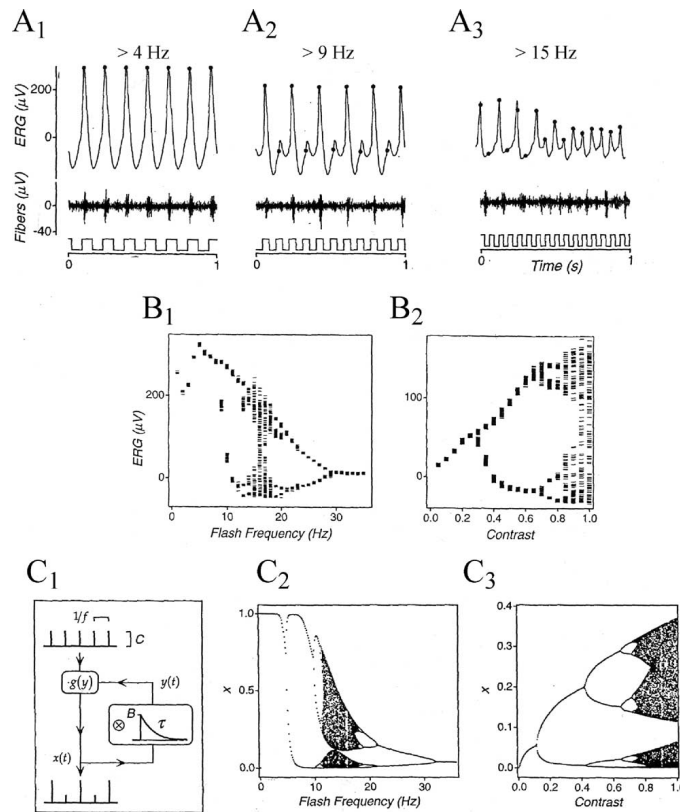 A1
A2
A3
> 4 Hz
> 9 Hz
> 15 Hz
ERG (µV)
200
0
Fibers (µV)
0
-40
0
1
0
1
0
Time (s)
1
B1
B2
ERG (µV)
200
0
0
10
20
30
Flash Frequency (Hz)
100
0
0.0
0.2
0.4
0.6
0.8
1.0
Contrast
C1
C2
C3
1/f
C
g(y)
y(t)
B
τ
⊗
x(t)
x
1.0
0.5
0.0
0
10
20
30
Flash Frequency (Hz)
x
0.4
0.3
0.2
0.1
0.0
0.0
0.2
0.4
0.6
0.8
1.0
Contrast